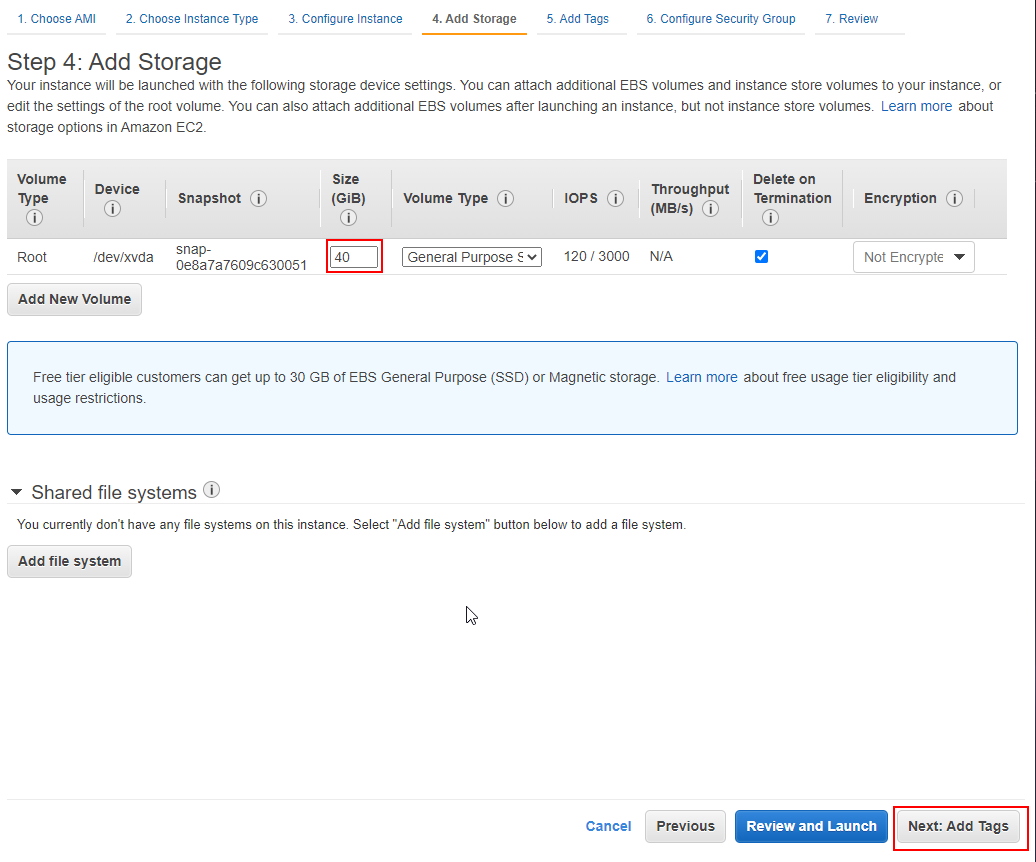 1. Choose AMI 2. Choose Instance Type 3. Configure Instance 4. Add Storage 5. Add Tags 6. Configure Security Group 7. Review
Step 4: Add Storage
Your instance will be launched with the following storage device settings. You can attach additional EBS volumes and instance store volumes to your instance, or
edit the settings of the root volume. You can also attach additional EBS volumes after launching an instance, but not instance store volumes. Learn more about
storage options in Amazon EC2.
Volume Type i Device i Snapshot i Size (GiB) i Volume Type i IOPS i Throughput (MB/s) i Delete on Termination i Encryption i
Root /dev/xvda snap-0e8a7a7609c630051 40 General Purpose S 120 / 3000 N/A Not Encrypte
Add New Volume
Free tier eligible customers can get up to 30 GB of EBS General Purpose (SSD) or Magnetic storage. Learn more about free usage tier eligibility and
usage restrictions.
Shared file systems i
You currently don't have any file systems on this instance. Select "Add file system" button below to add a file system.
Add file system
Cancel Previous Review and Launch Next: Add Tags